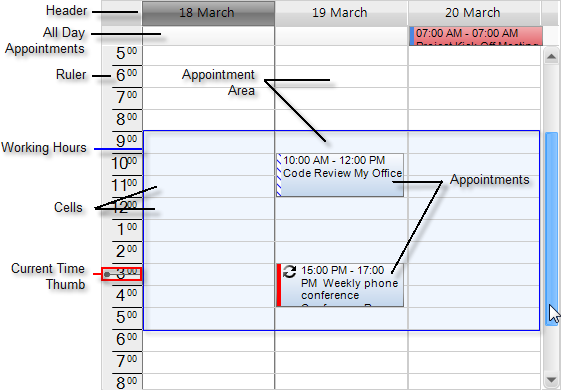 Header
18 March
19 March
20 March
All Day
Appointments
07:00 AM - 07:00 AM
Project Kick Off Meeting
5 00
Ruler
6 00
Appointment
Area
7 00
8 00
9 00
Working Hours
10 00
10:00 AM - 12:00 PM
Code Review My Office
11 00
Appointments
Cells
12 00
1 00
2 00
Current Time
Thumb
3 00
15:00 PM - 17:00
PM Weekly phone
conference
4 00
5 00
6 00
7 00
8 00